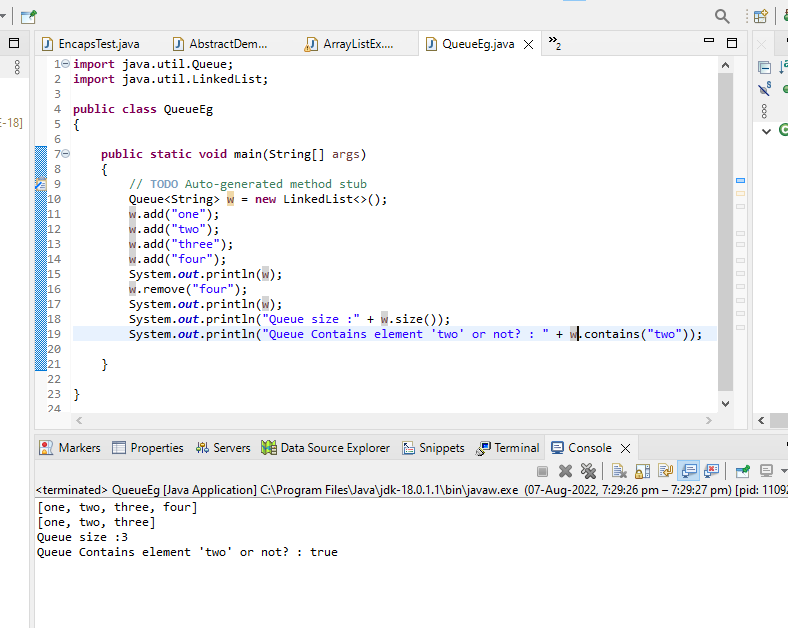 EncapsTest.java AbstractDem... ArrayListEx.... QueueEg.java »2
E-18]
1 import java.util.Queue;
2 import java.util.LinkedList;
3
4 public class QueueEg
5 {
6
7 public static void main(String[] args)
8 {
9 // TODO Auto-generated method stub
10 Queue<String> w = new LinkedList<>();
11 w.add("one");
12 w.add("two");
13 w.add("three");
14 w.add("four");
15 System.out.println(w);
16 w.remove("four");
17 System.out.println(w);
18 System.out.println("Queue size :" + w.size());
19 System.out.println("Queue Contains element 'two' or not? : " + w.contains("two"));
20
21 }
22
23 }
24
Markers Properties Servers Data Source Explorer Snippets Terminal Console
<terminated> QueueEg [Java Application] C:\Program Files\Java\jdk-18.0.1.1\bin\javaw.exe (07-Aug-2022, 7:29:26 pm – 7:29:27 pm) [pid: 11092
[one, two, three, four]
[one, two, three]
Queue size :3
Queue Contains element 'two' or not? : true